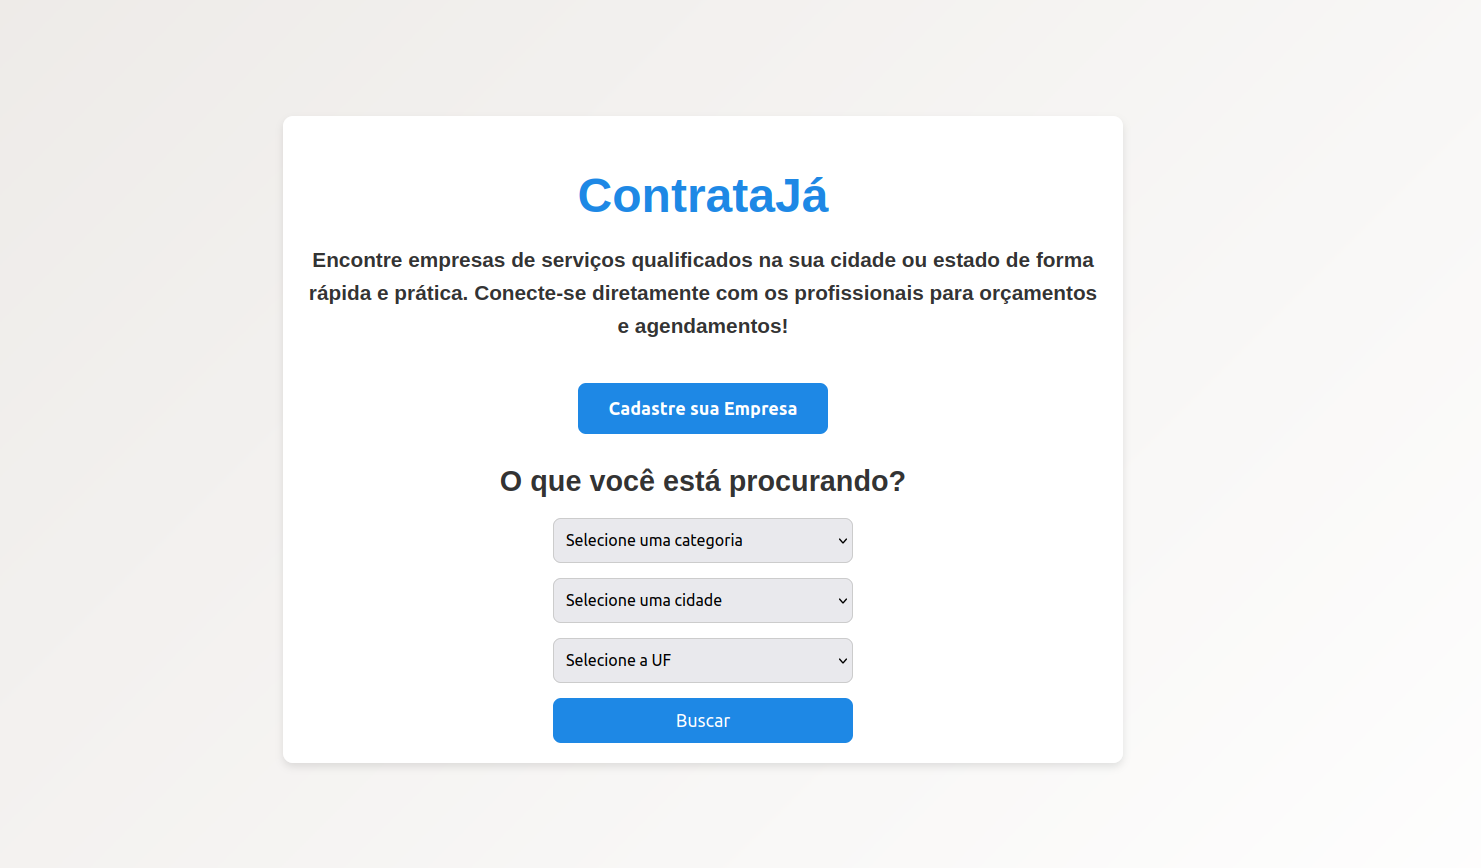 ContrataJá
Encontre empresas de serviços qualificados na sua cidade ou estado de forma
rápida e prática. Conecte-se diretamente com os profissionais para orçamentos
e agendamentos!
Cadastre sua Empresa
O que você está procurando?
Selecione uma categoria
Selecione uma cidade
Selecione a UF
Buscar